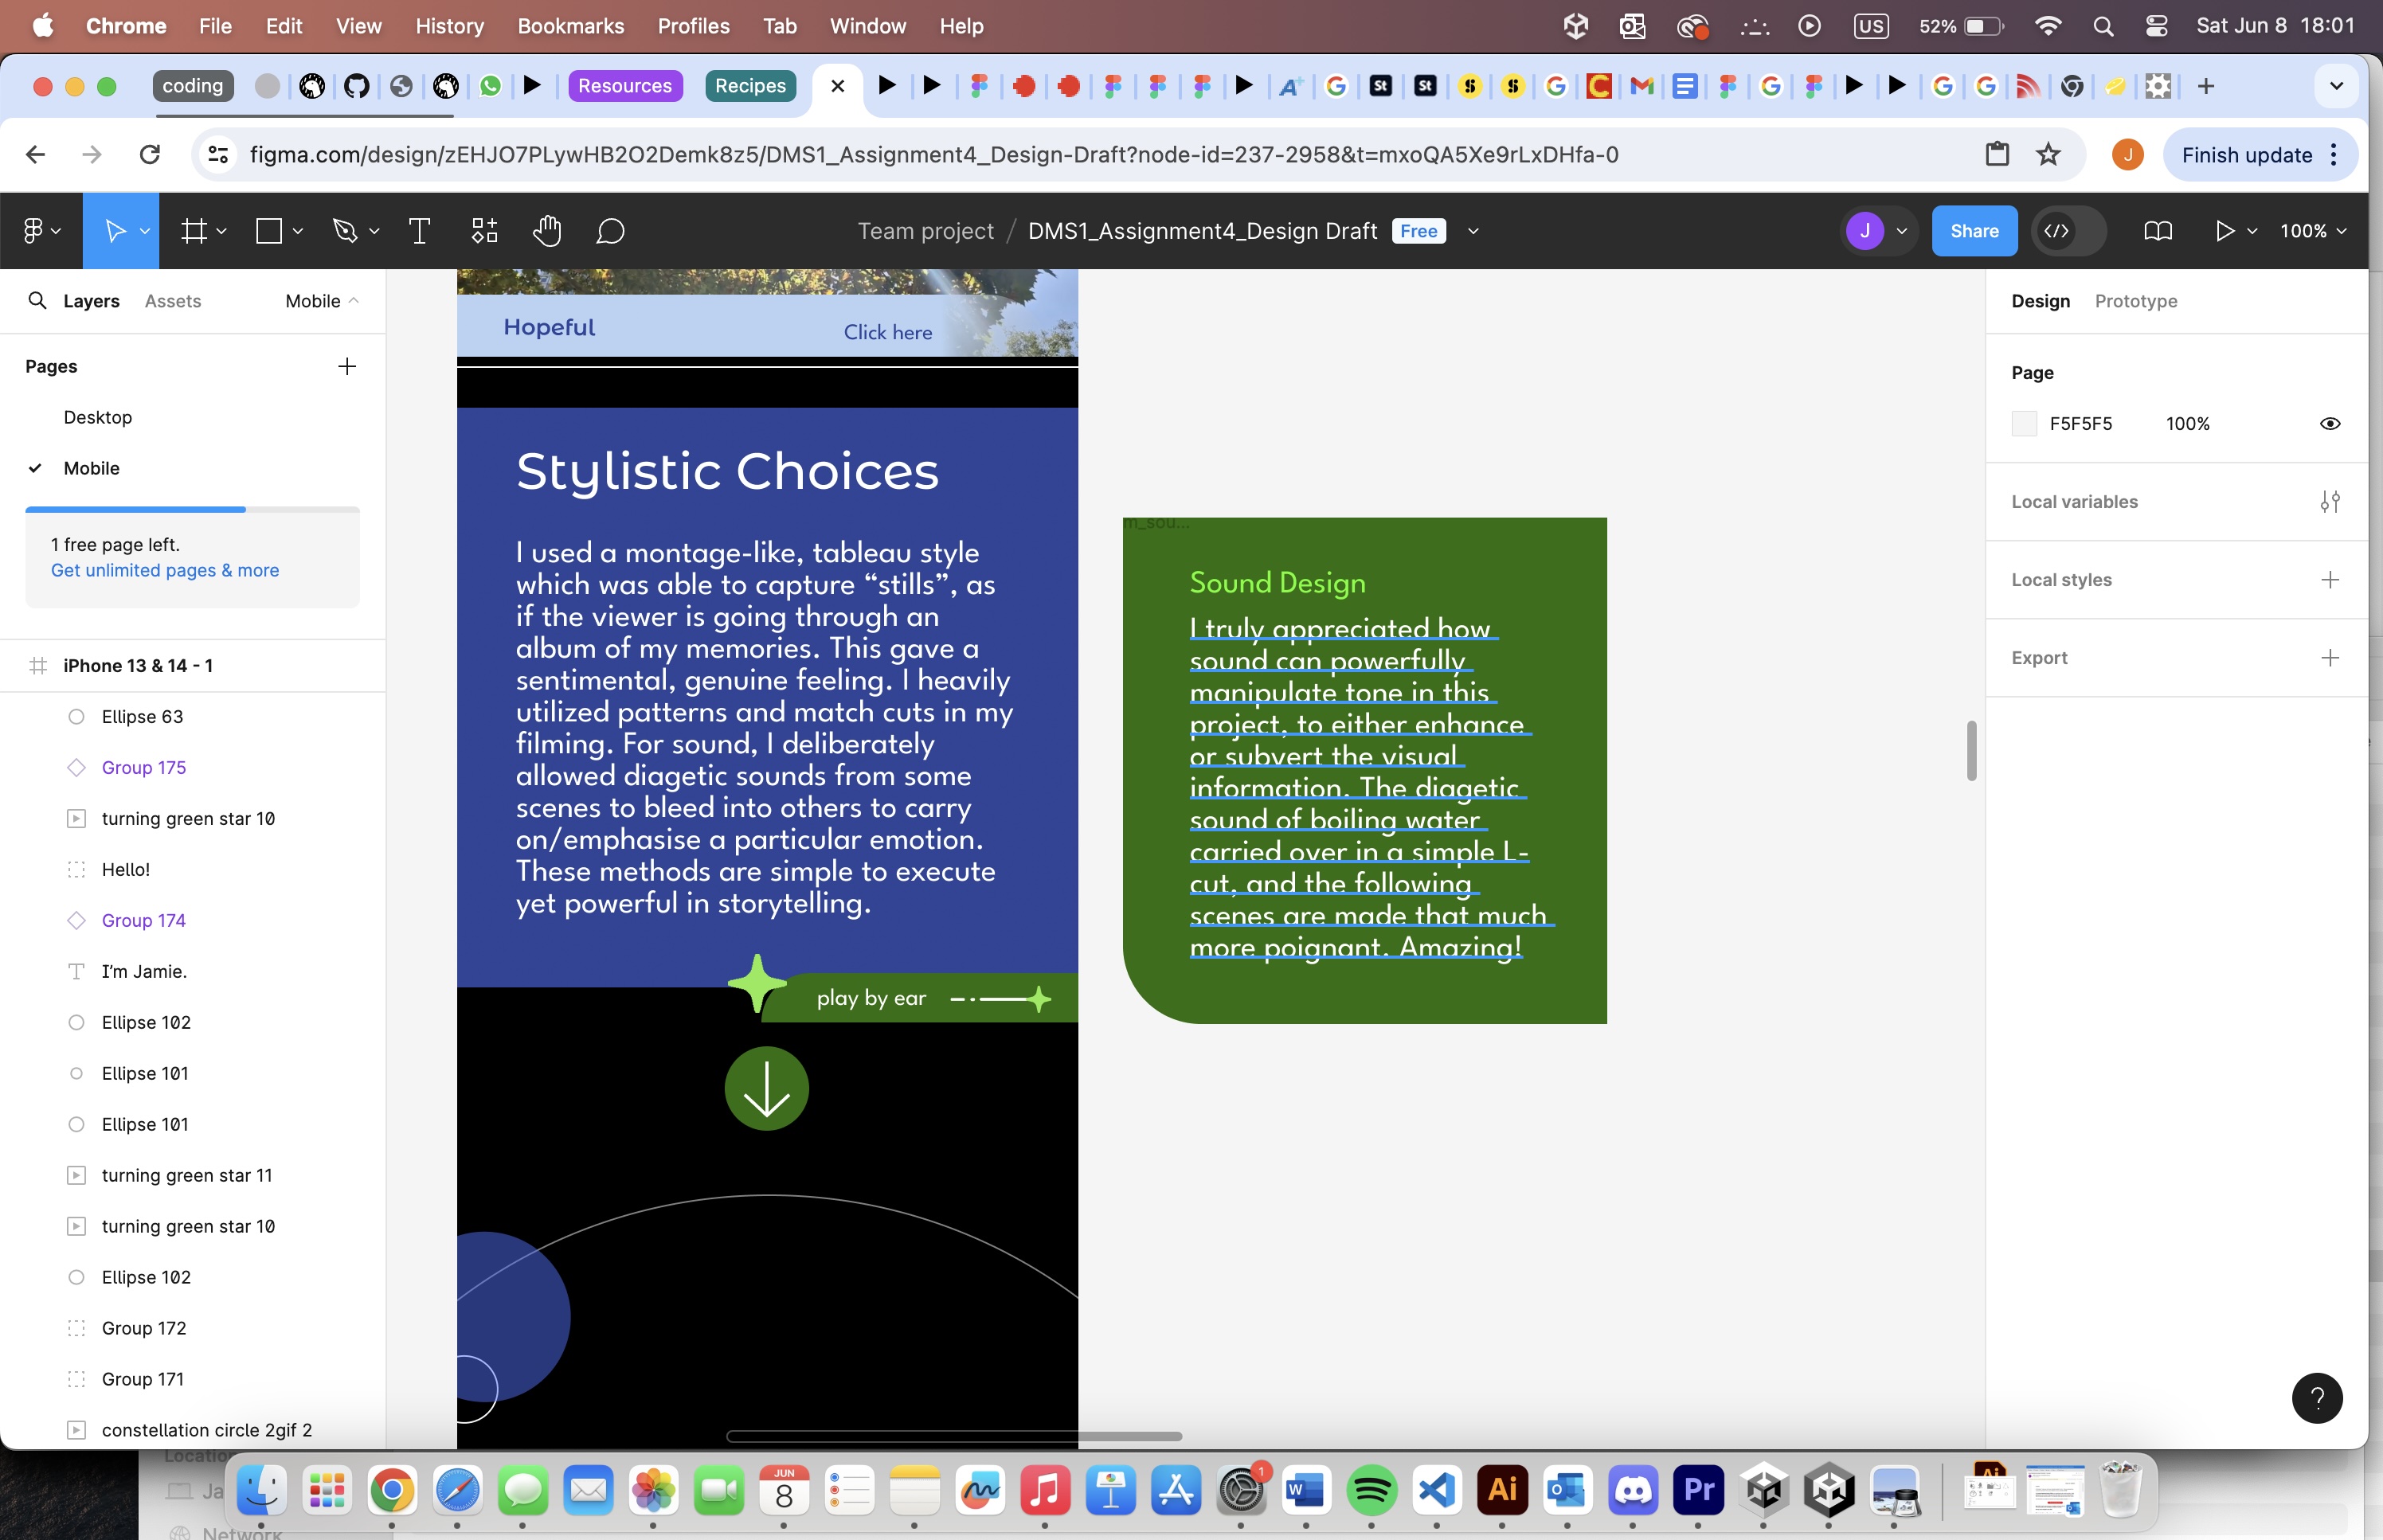 Chrome File Edit View History Bookmarks Profiles Tab Window Help US 52% Sat Jun 8 18:01
coding Resources Recipes
figma.com/design/zEHJO7PLywHB2O2Demk8z5/DMS1_Assignment4_Design-Draft?node-id=237-2958&t=mxoQA5Xe9rLxDHfa-0 J Finish update
Team project / DMS1_Assignment4_Design Draft Free J Share 100%
Layers Assets Mobile
Pages
Desktop
Mobile
1 free page left.
Get unlimited pages & more
iPhone 13 & 14 - 1
Ellipse 63
Group 175
turning green star 10
Hello!
Group 174
I'm Jamie.
Ellipse 102
Ellipse 101
Ellipse 101
turning green star 11
turning green star 10
Ellipse 102
Group 172
Group 171
constellation circle 2gif 2
Hopeful Click here
Stylistic Choices
I used a montage-like, tableau style
which was able to capture “stills”, as
if the viewer is going through an
album of my memories. This gave a
sentimental, genuine feeling. I heavily
utilized patterns and match cuts in my
filming. For sound, I deliberately
allowed diagetic sounds from some
scenes to bleed into others to carry
on/emphasise a particular emotion.
These methods are simple to execute
yet powerful in storytelling.
play by ear
m_sou...
Sound Design
I truly appreciated how
sound can powerfully
manipulate tone in this
project, to either enhance
or subvert the visual
information. The diagetic
sound of boiling water
carried over in a simple L-
cut, and the following
scenes are made that much
more poignant. Amazing!
Design Prototype
Page
F5F5F5 100%
Local variables
Local styles
Export
?
Ja
Network
JUN
8
1
W
Ai
O
Pr
Ai